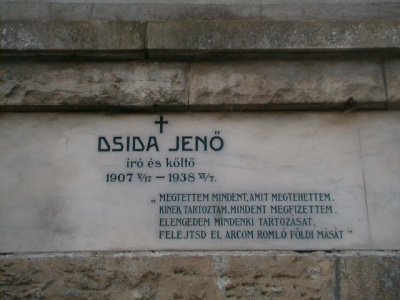 DSIDA JENŐ
író és költő
1907 V/17 – 1938 VI/7.
„MEGTETTEM MINDENT, AMIT MEGTEHETTEM,
KINEK TARTOZTAM, MINDENT MEGFIZETTEM,
ELENGEDEM MINDENKI TARTOZÁSÁT,
FELEJTSD EL ARCOM ROMLÓ FÖLDI MÁSÁT”